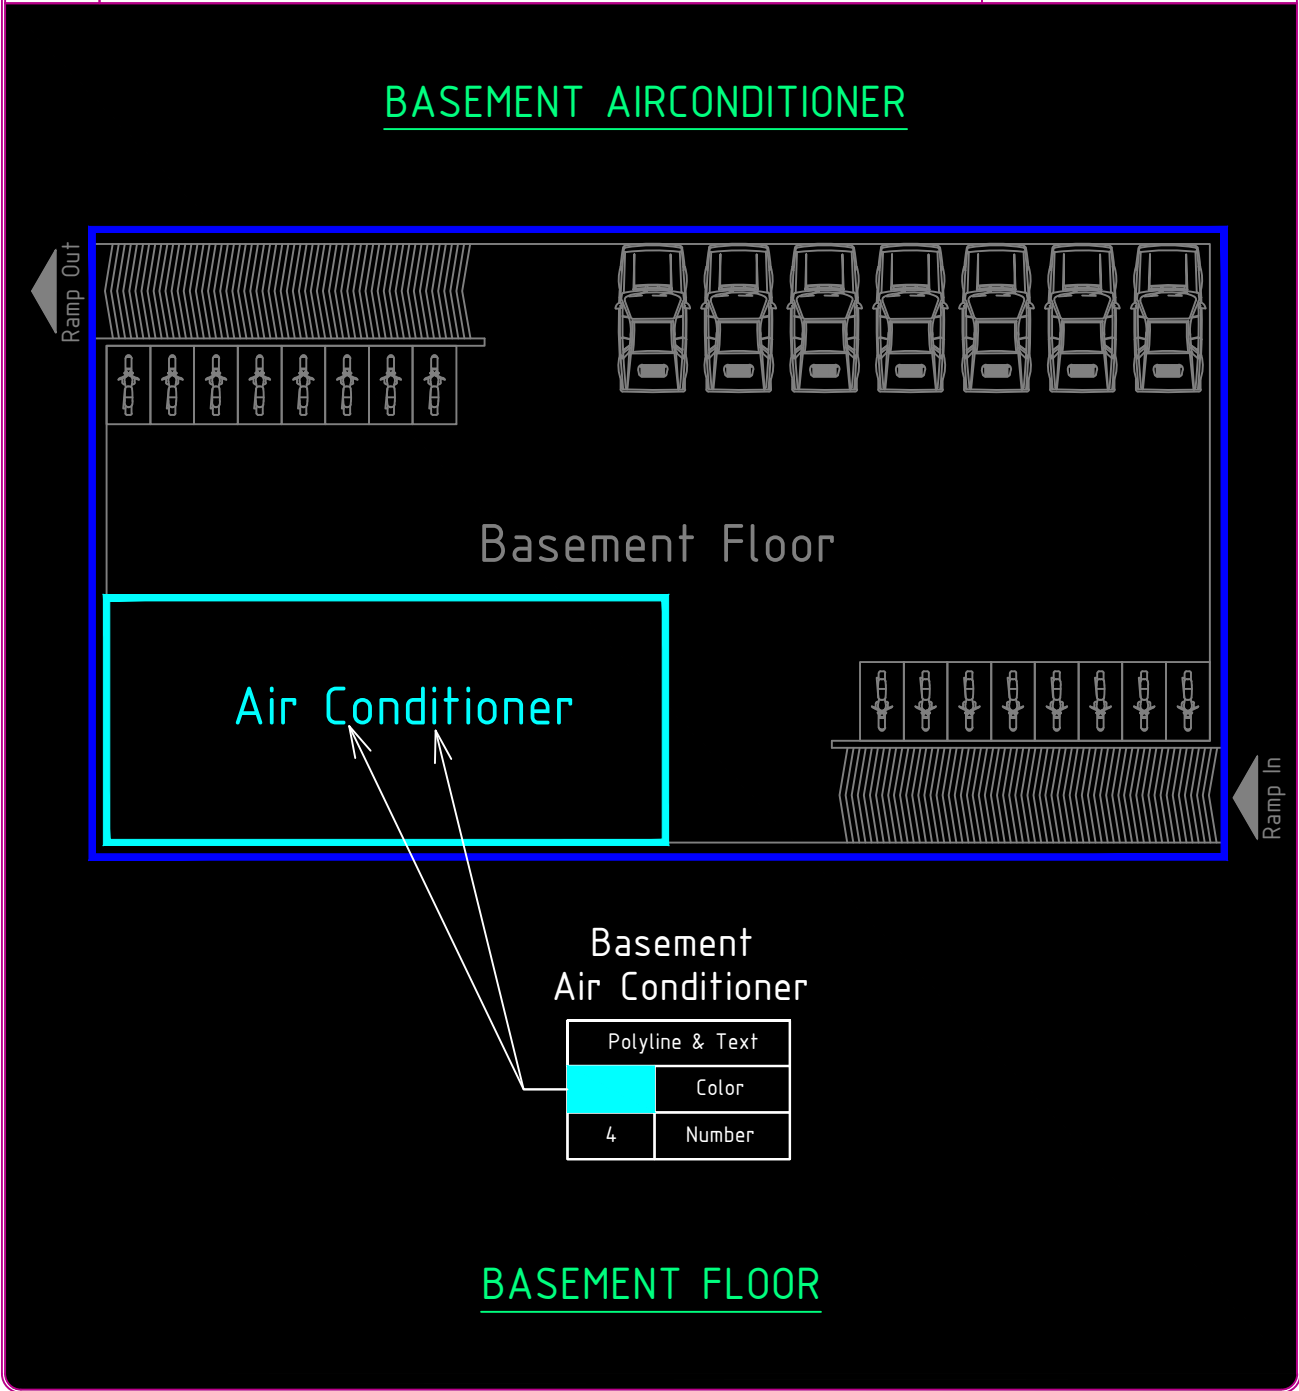 BASEMENT AIRCONDITIONER
Ramp Out
Basement Floor
Air Conditioner
Ramp In
Basement
Air Conditioner
Polyline & Text
Color
4 Number
BASEMENT FLOOR